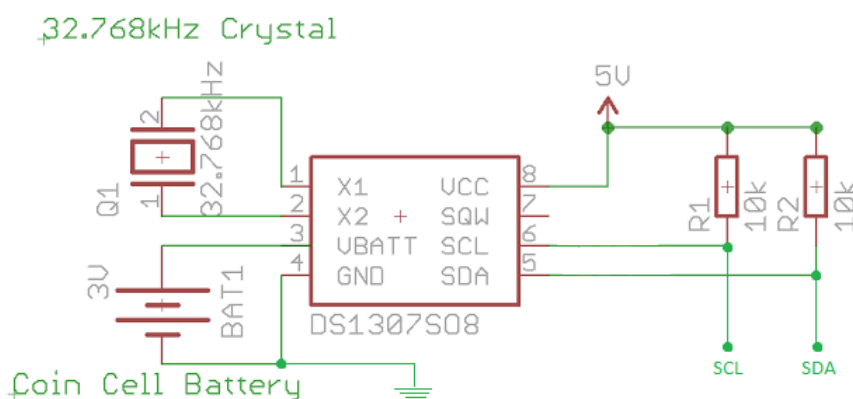 32.768kHz Crystal
5V
2
32.768kHz
Q1
1
1 X1 VCC 8
2 X2 SQW 7
3 VBATT SCL 6
4 GND SDA 5
DS1307SO8
R1
10k
R2
10k
3V
BAT1
SCL SDA
Coin Cell Battery